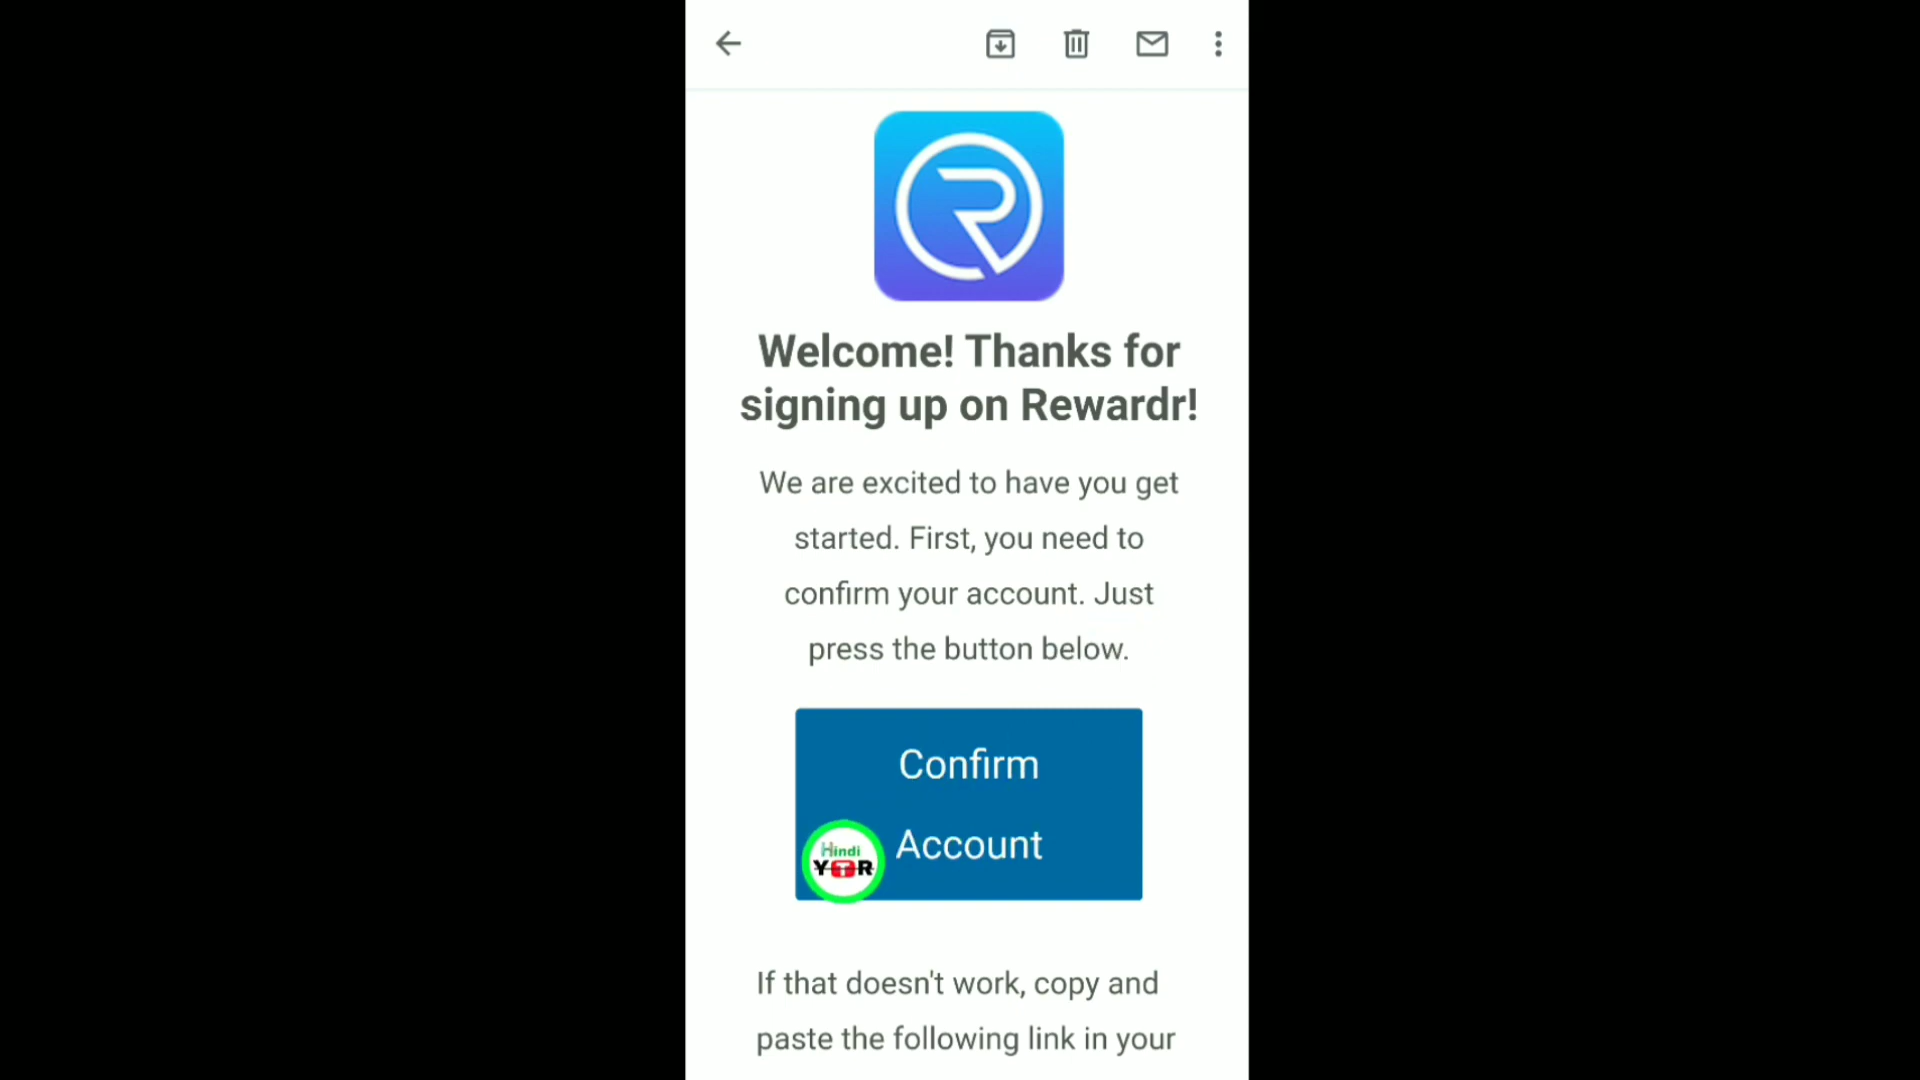 Welcome! Thanks for
signing up on Rewardr!
We are excited to have you get
started. First, you need to
confirm your account. Just
press the button below.
Confirm
Account
Hindi
YTR
If that doesn't work, copy and
paste the following link in your